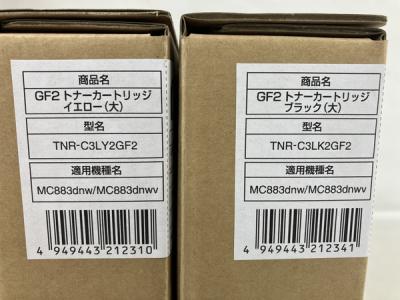 商品名
GF2 トナーカートリッジ
イエロー(大)
型名
TNR-C3LY2GF2
適用機種名
MC883dnw/MC883dnwv
4 949443 212310
商品名
GF2 トナーカートリッジ
ブラック(大)
型名
TNR-C3LK2GF2
適用機種名
MC883dnw/MC883dnwv
4 949443 212341